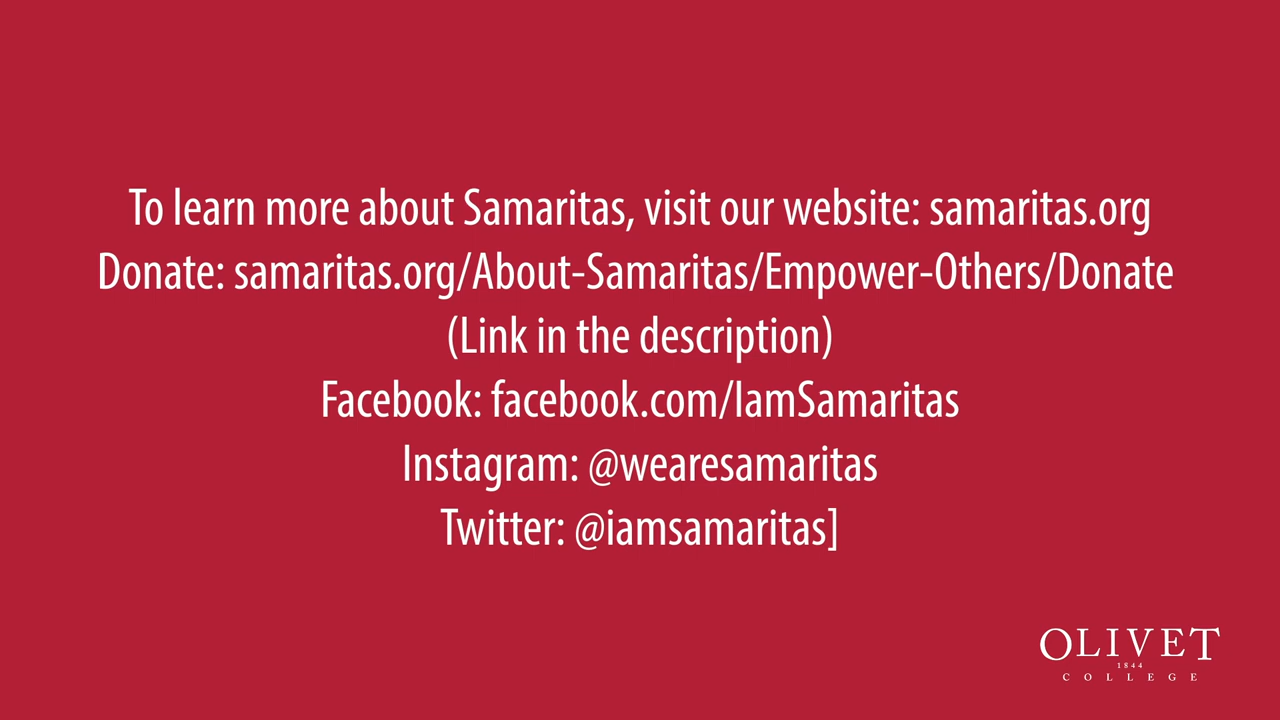 To learn more about Samaritas, visit our website: samaritas.org
Donate: samaritas.org/About-Samaritas/Empower-Others/Donate
(Link in the description)
Facebook: facebook.com/IamSamaritas
Instagram: @wearesamaritas
Twitter: @iamsamaritas]
OLIVET
1844
COLLEGE